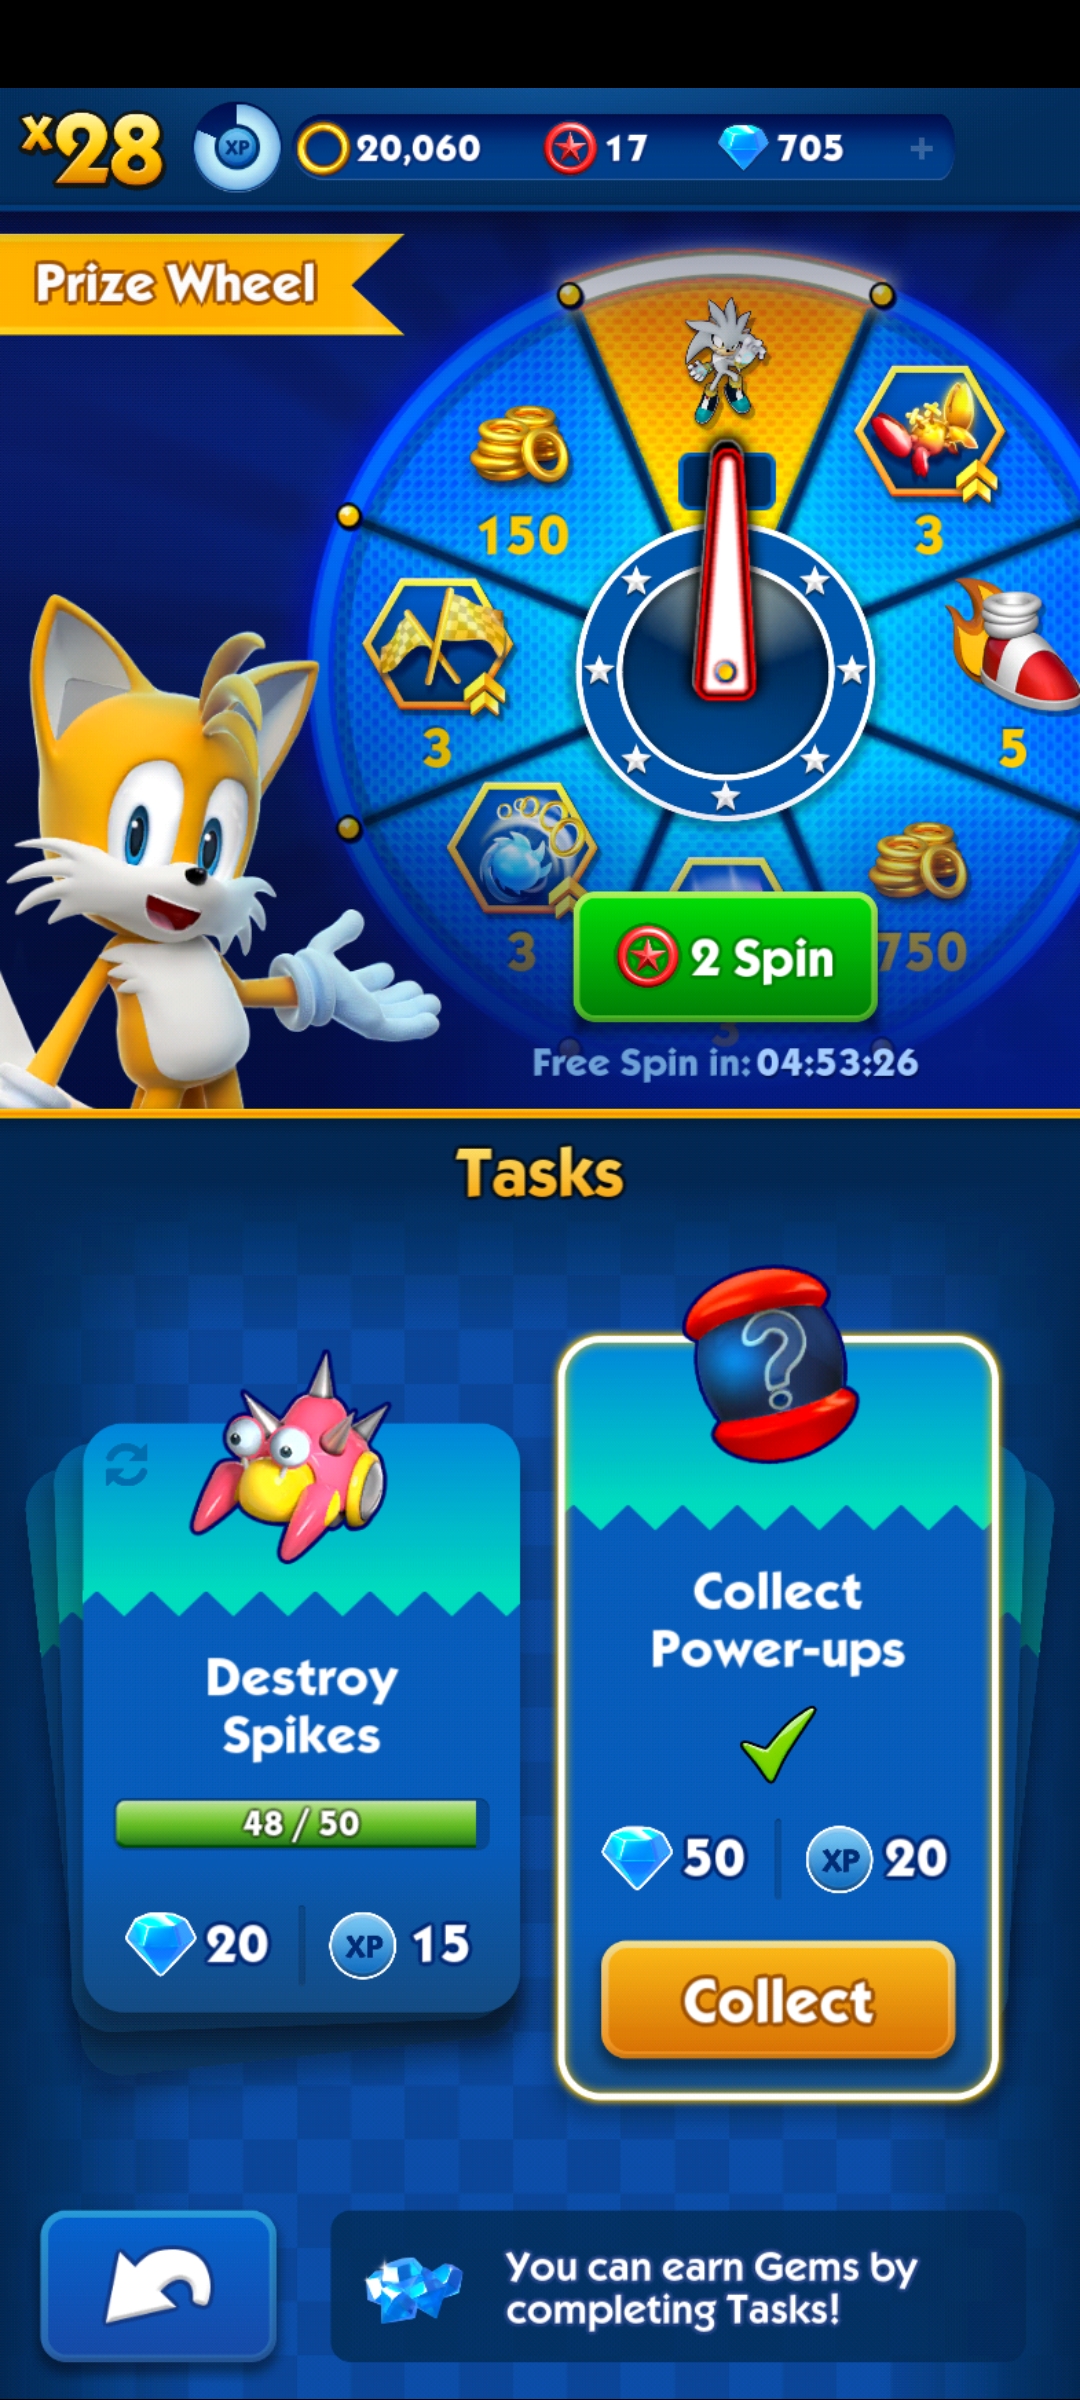 x28
XP
20,060
17
705
+
Prize Wheel
150
3
3
5
3
750
2 Spin
3
Free Spin in: 04:53:26
Tasks
?
Destroy
Spikes
48 / 50
20
XP 15
Collect
Power-ups
50
XP 20
Collect
You can earn Gems by
completing Tasks!